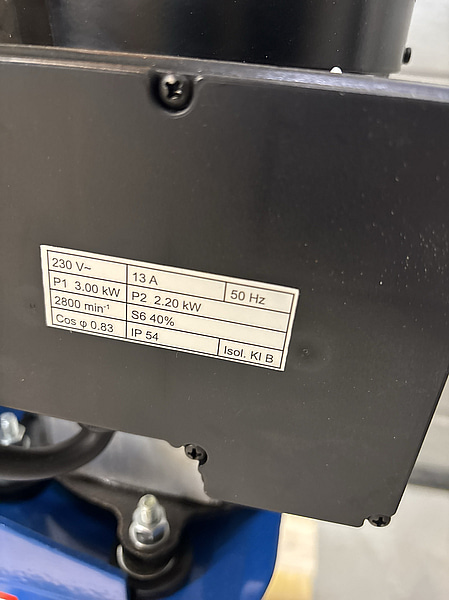 230 V~ 13 A 50 Hz
P1 3.00 kW P2 2.20 kW
2800 min⁻¹ S6 40%
Cos φ 0.83 IP 54 Isol. KI B